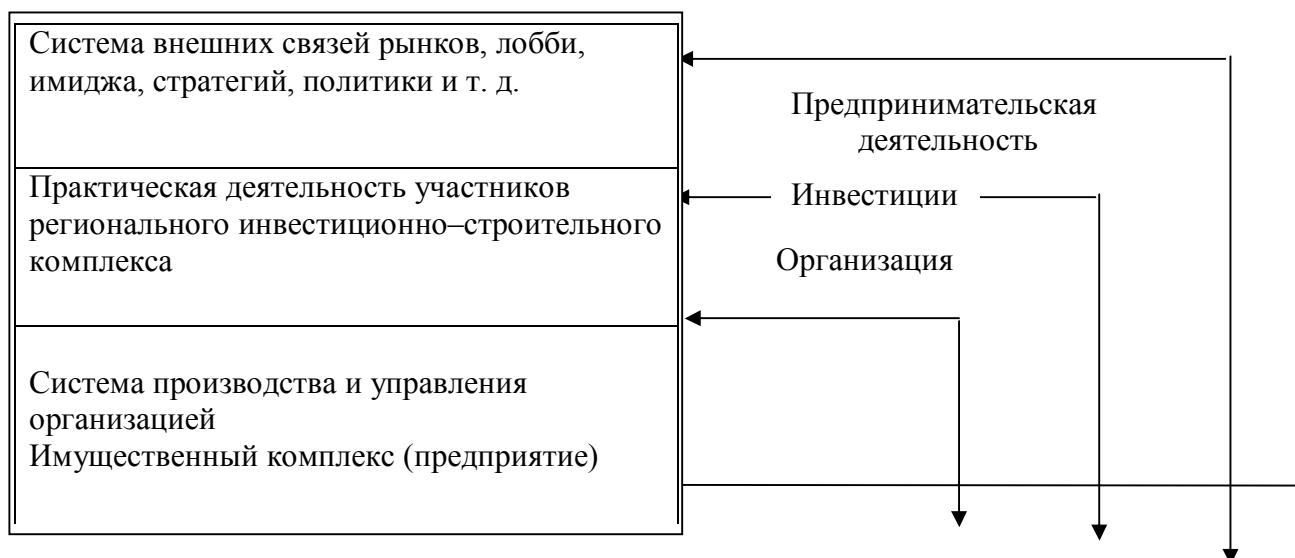 Система внешних связей рынков, лобби,
имиджа, стратегий, политики и т. д.
Предпринимательская
деятельность
Практическая деятельность участников
регионального инвестиционно–строительного
комплекса
Инвестиции
Организация
Система производства и управления
организацией
Имущественный комплекс (предприятие)